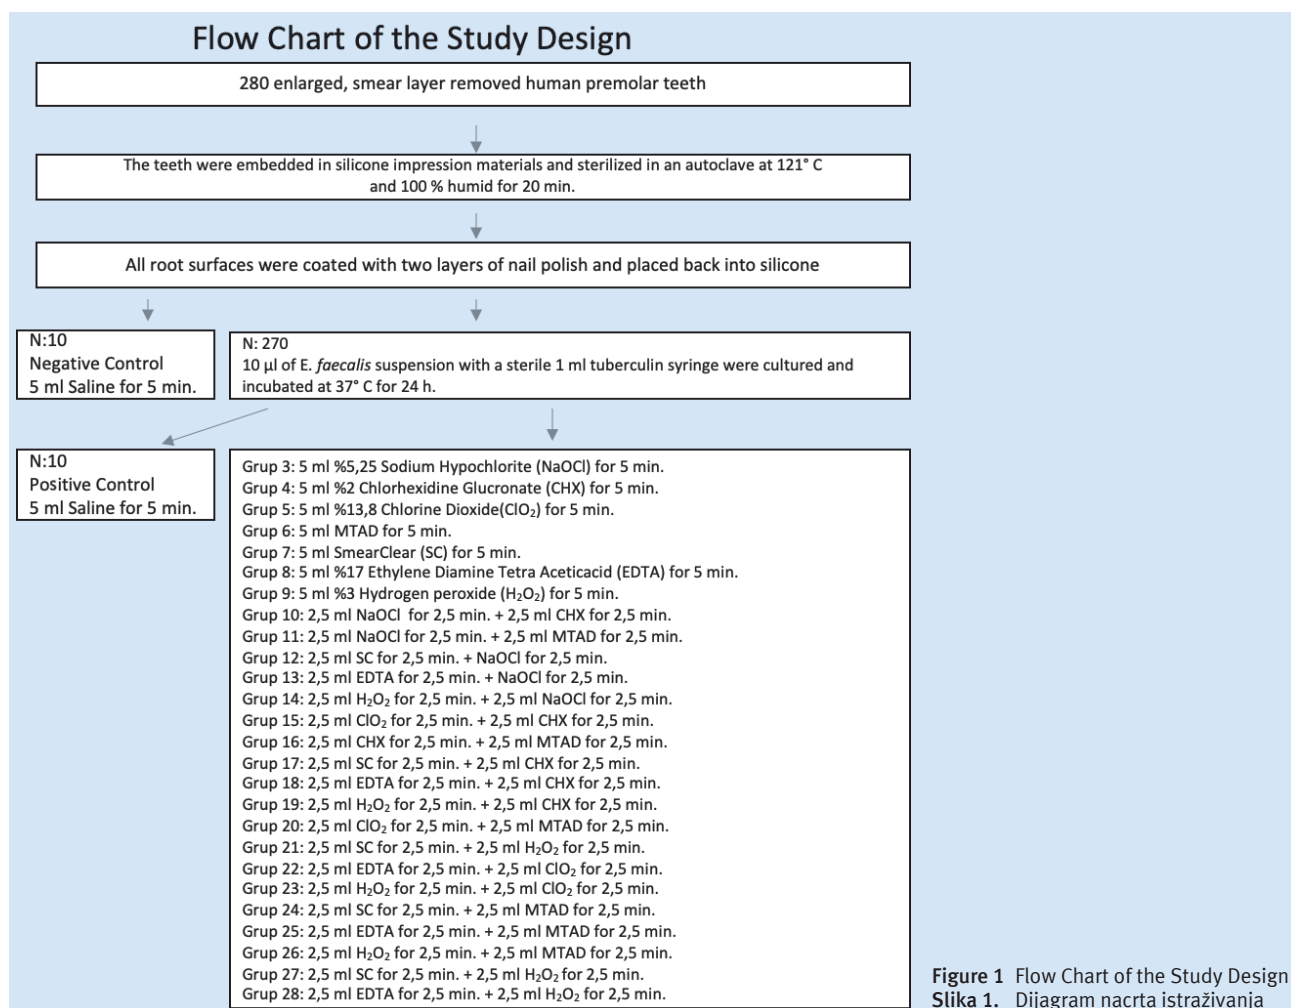 Flow Chart of the Study Design
280 enlarged, smear layer removed human premolar teeth
The teeth were embedded in silicone impression materials and sterilized in an autoclave at 121° C
and 100 % humid for 20 min.
All root surfaces were coated with two layers of nail polish and placed back into silicone
N:10
Negative Control
5 ml Saline for 5 min.
N: 270
10 µl of E. faecalis suspension with a sterile 1 ml tuberculin syringe were cultured and
incubated at 37° C for 24 h.
N:10
Positive Control
5 ml Saline for 5 min.
Grup 3: 5 ml %5,25 Sodium Hypochlorite (NaOCl) for 5 min.
Grup 4: 5 ml %2 Chlorhexidine Glucronate (CHX) for 5 min.
Grup 5: 5 ml %13,8 Chlorine Dioxide(ClO₂) for 5 min.
Grup 6: 5 ml MTAD for 5 min.
Grup 7: 5 ml SmearClear (SC) for 5 min.
Grup 8: 5 ml %17 Ethylene Diamine Tetra Aceticacid (EDTA) for 5 min.
Grup 9: 5 ml %3 Hydrogen peroxide (H₂O₂) for 5 min.
Grup 10: 2,5 ml NaOCl for 2,5 min. + 2,5 ml CHX for 2,5 min.
Grup 11: 2,5 ml NaOCl for 2,5 min. + 2,5 ml MTAD for 2,5 min.
Grup 12: 2,5 ml SC for 2,5 min. + NaOCl for 2,5 min.
Grup 13: 2,5 ml EDTA for 2,5 min. + NaOCl for 2,5 min.
Grup 14: 2,5 ml H₂O₂ for 2,5 min. + 2,5 ml NaOCl for 2,5 min.
Grup 15: 2,5 ml ClO₂ for 2,5 min. + 2,5 ml CHX for 2,5 min.
Grup 16: 2,5 ml CHX for 2,5 min. + 2,5 ml MTAD for 2,5 min.
Grup 17: 2,5 ml SC for 2,5 min. + 2,5 ml CHX for 2,5 min.
Grup 18: 2,5 ml EDTA for 2,5 min. + 2,5 ml CHX for 2,5 min.
Grup 19: 2,5 ml H₂O₂ for 2,5 min. + 2,5 ml CHX for 2,5 min.
Grup 20: 2,5 ml ClO₂ for 2,5 min. + 2,5 ml MTAD for 2,5 min.
Grup 21: 2,5 ml SC for 2,5 min. + 2,5 ml H₂O₂ for 2,5 min.
Grup 22: 2,5 ml EDTA for 2,5 min. + 2,5 ml ClO₂ for 2,5 min.
Grup 23: 2,5 ml H₂O₂ for 2,5 min. + 2,5 ml ClO₂ for 2,5 min.
Grup 24: 2,5 ml SC for 2,5 min. + 2,5 ml MTAD for 2,5 min.
Grup 25: 2,5 ml EDTA for 2,5 min. + 2,5 ml MTAD for 2,5 min.
Grup 26: 2,5 ml H₂O₂ for 2,5 min. + 2,5 ml MTAD for 2,5 min.
Grup 27: 2,5 ml SC for 2,5 min. + 2,5 ml H₂O₂ for 2,5 min.
Grup 28: 2,5 ml EDTA for 2,5 min. + 2,5 ml H₂O₂ for 2,5 min.
Figure 1 Flow Chart of the Study Design
Slika 1. Dijagram nacrta istraživanja